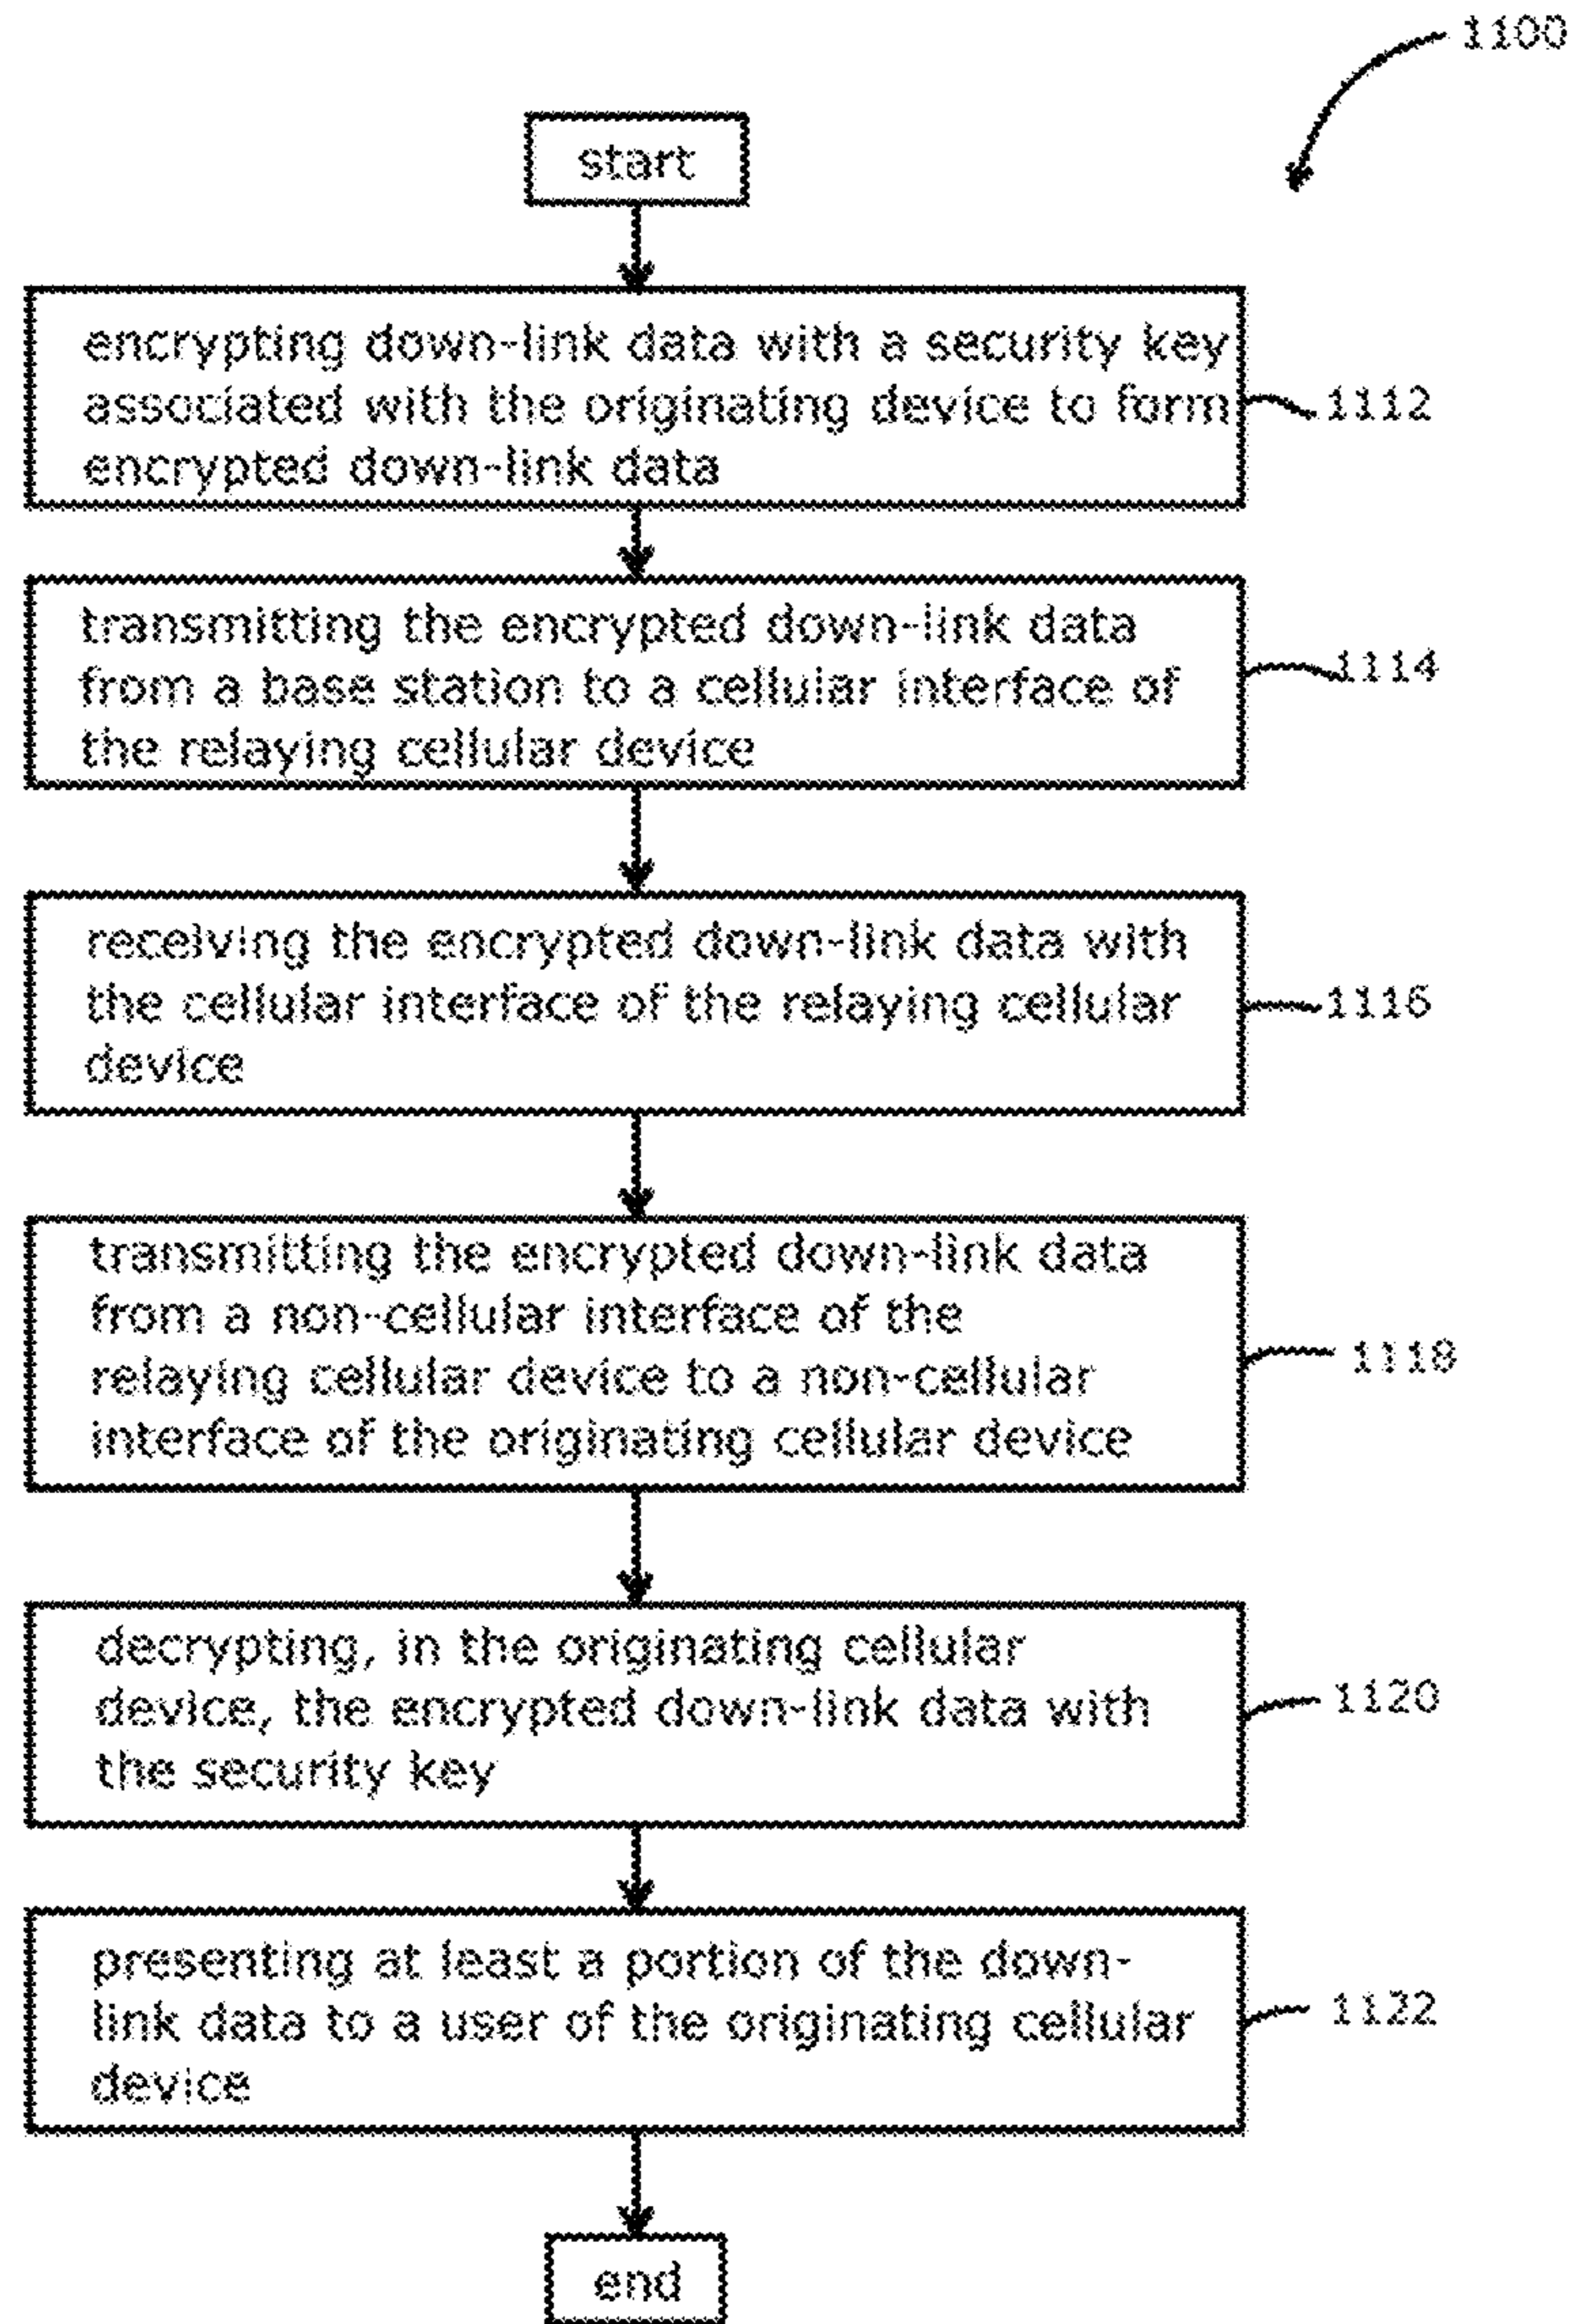 1100
start
encrypting down-link data with a security key
associated with the originating device to form
encrypted down-link data
1112
transmitting the encrypted down-link data
from a base station to a cellular interface of
the relaying cellular device
1114
receiving the encrypted down-link data with
the cellular interface of the relaying cellular
device
1116
transmitting the encrypted down-link data
from a non-cellular interface of the
relaying cellular device to a non-cellular
interface of the originating cellular device
1118
decrypting, in the originating cellular
device, the encrypted down-link data with
the security key
1120
presenting at least a portion of the down-
link data to a user of the originating cellular
device
1122
end